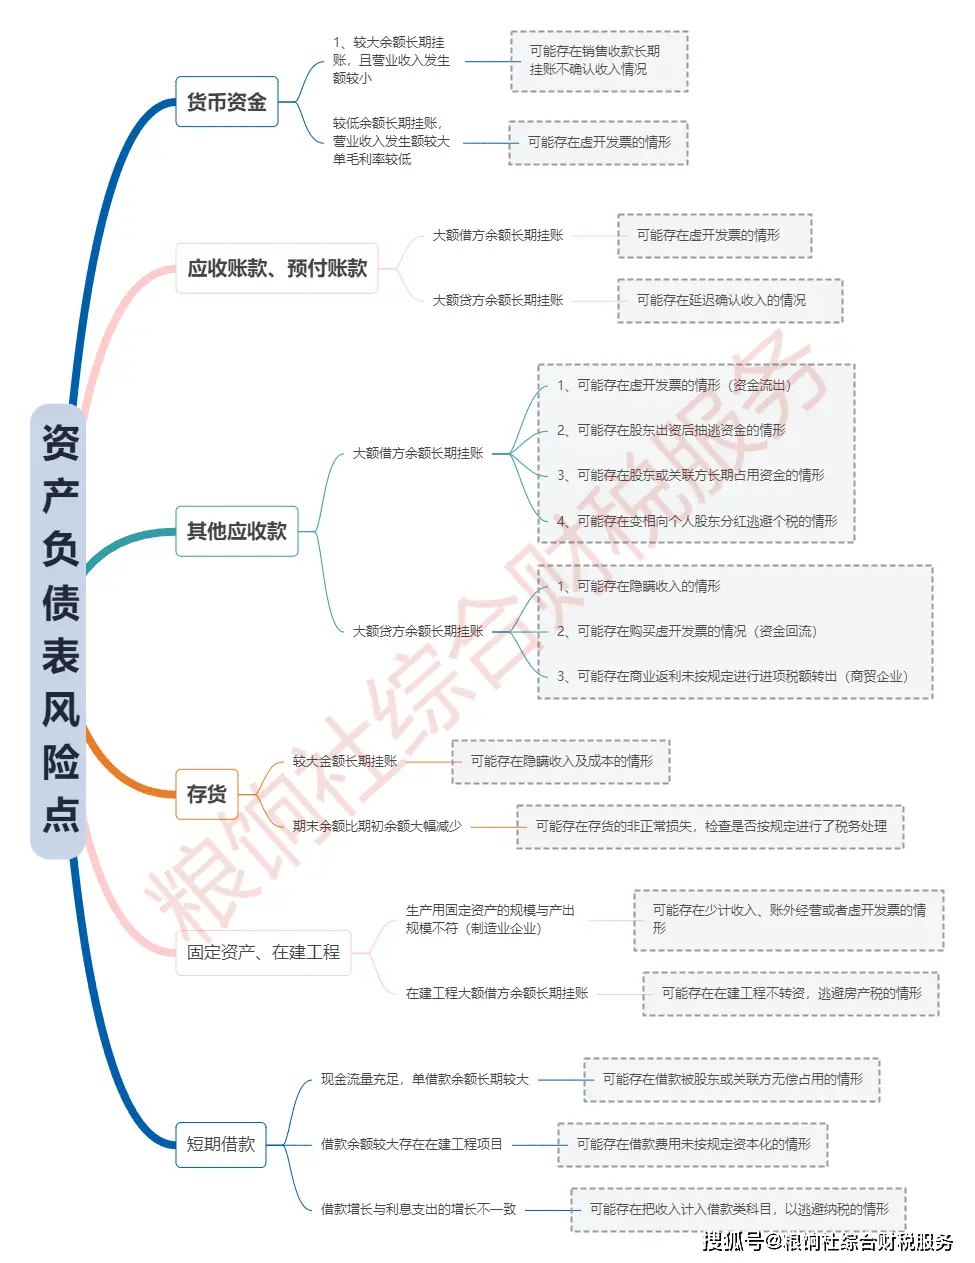 资产负债表风险点
货币资金
1、较大余额长期挂
账，且营业收入发生
额较小
可能存在销售收款长期
挂账不确认收入情况
较低余额长期挂账，
营业收入发生额较大
单毛利率较低
可能存在虚开发票的情形
应收账款、预付账款
大额借方余额长期挂账
可能存在虚开发票的情形
大额贷方余额长期挂账
可能存在延迟确认收入的情况
其他应收款
大额借方余额长期挂账
1、可能存在虚开发票的情形（资金流出）
2、可能存在股东出资后抽逃资金的情形
3、可能存在股东或关联方长期占用资金的情形
4、可能存在变相向个人股东分红逃避个税的情形
大额贷方余额长期挂账
1、可能存在隐瞒收入的情形
2、可能存在购买虚开发票的情况（资金回流）
3、可能存在商业返利未按规定进行进项税额转出（商贸企业）
存货
较大金额长期挂账
可能存在隐瞒收入及成本的情形
期末余额比期初余额大幅减少
可能存在存货的非正常损失，检查是否按规定进行了税务处理
固定资产、在建工程
生产用固定资产的规模与产出
规模不符（制造业企业）
可能存在少计收入、账外经营或者虚开发票的情
形
在建工程大额借方余额长期挂账
可能存在在建工程不转资，逃避房产税的情形
短期借款
现金流量充足，单借款余额长期较大
可能存在借款被股东或关联方无偿占用的情形
借款余额较大存在在建工程项目
可能存在借款费用未按规定资本化的情形
借款增长与利息支出的增长不一致
可能存在把收入计入借款类科目，以逃避纳税的情形
粮饷社综合财税服务
搜狐号@粮饷社综合财税服务